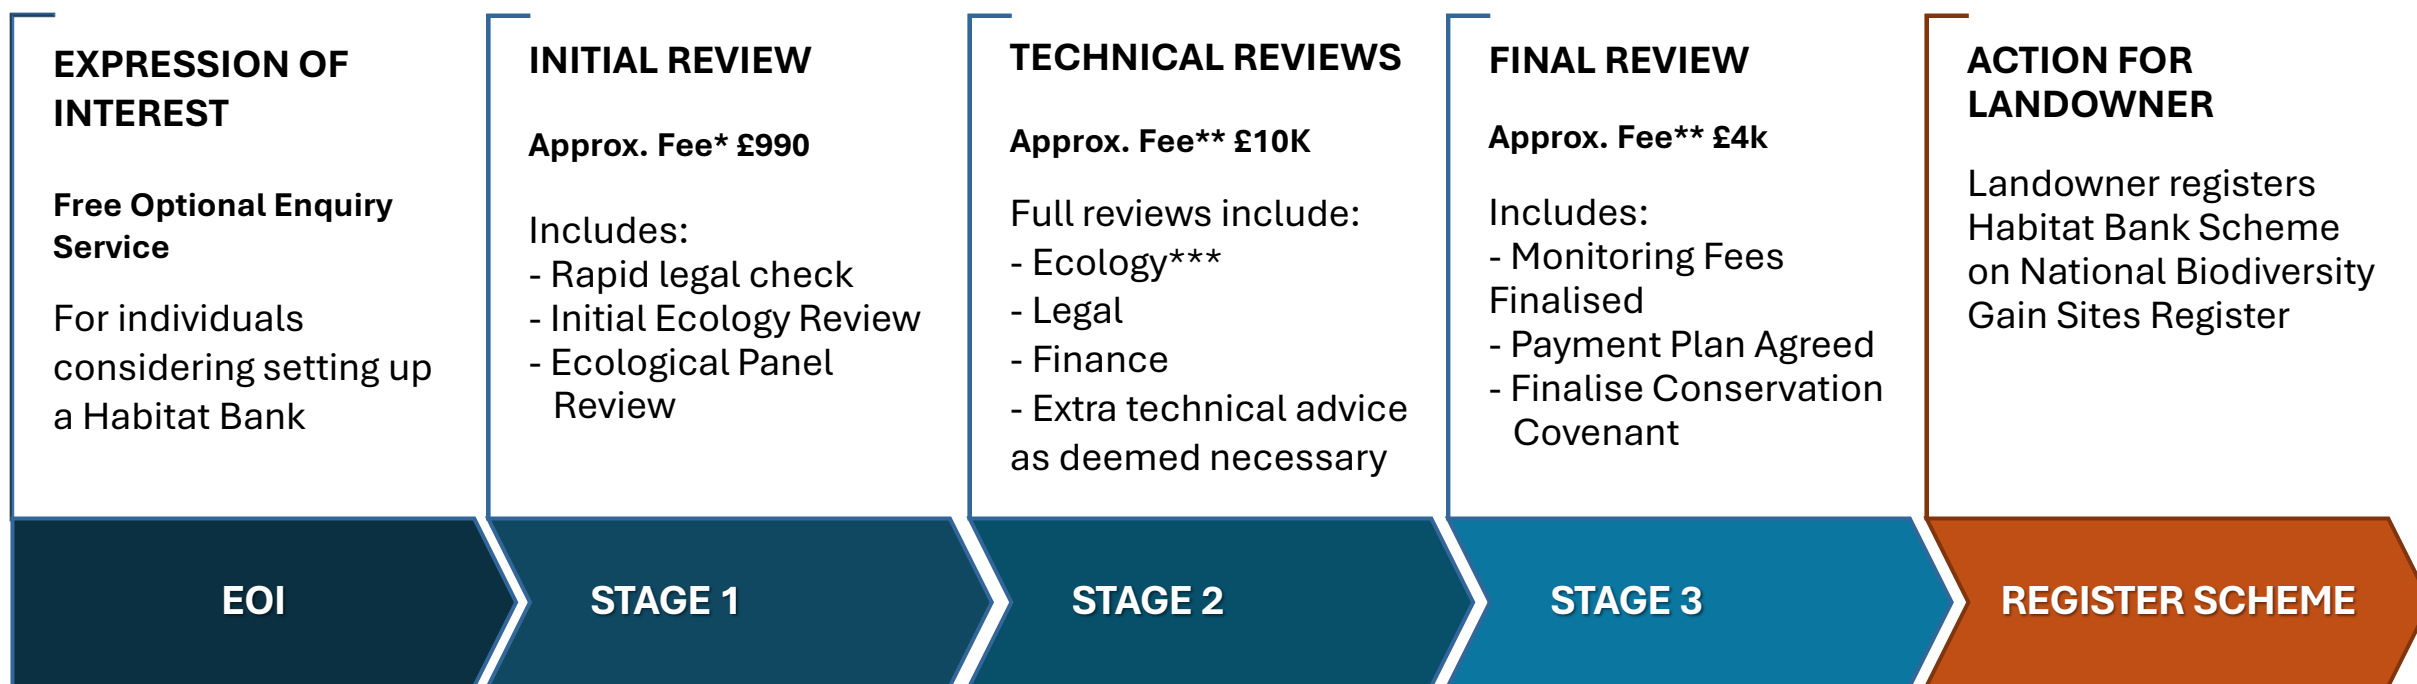 EXPRESSION OF
INTEREST
Free Optional Enquiry
Service
For individuals
considering setting up
a Habitat Bank
EOI
INITIAL REVIEW
Approx. Fee* £990
Includes:
- Rapid legal check
- Initial Ecology Review
- Ecological Panel
Review
STAGE 1
TECHNICAL REVIEWS
Approx. Fee** £10K
Full reviews include:
- Ecology***
- Legal
- Finance
- Extra technical advice
as deemed necessary
STAGE 2
FINAL REVIEW
Approx. Fee** £4k
Includes:
- Monitoring Fees
Finalised
- Payment Plan Agreed
- Finalise Conservation
Covenant
STAGE 3
ACTION FOR
LANDOWNER
Landowner registers
Habitat Bank Scheme
on National Biodiversity
Gain Sites Register
REGISTER SCHEME